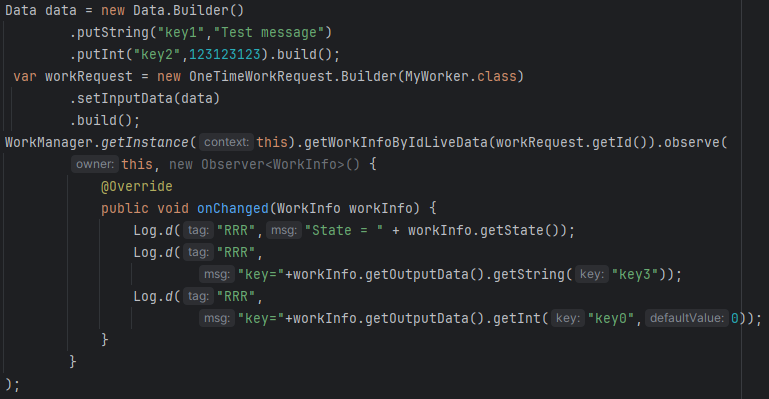 Data data = new Data.Builder()
.putString("key1","Test message")
.putInt("key2",123123123).build();
var workRequest = new OneTimeWorkRequest.Builder(MyWorker.class)
.setInputData(data)
.build();
WorkManager.getInstance( context: this).getWorkInfoByIdLiveData(workRequest.getId()).observe(
owner: this, new Observer<WorkInfo>() {
@Override
public void onChanged(WorkInfo workInfo) {
Log.d( tag: "RRR", msg: "State = " + workInfo.getState());
Log.d( tag: "RRR",
msg: "key="+workInfo.getOutputData().getString( key: "key3"));
Log.d( tag: "RRR",
msg: "key="+workInfo.getOutputData().getInt( key: "key0", defaultValue: 0));
}
}
);